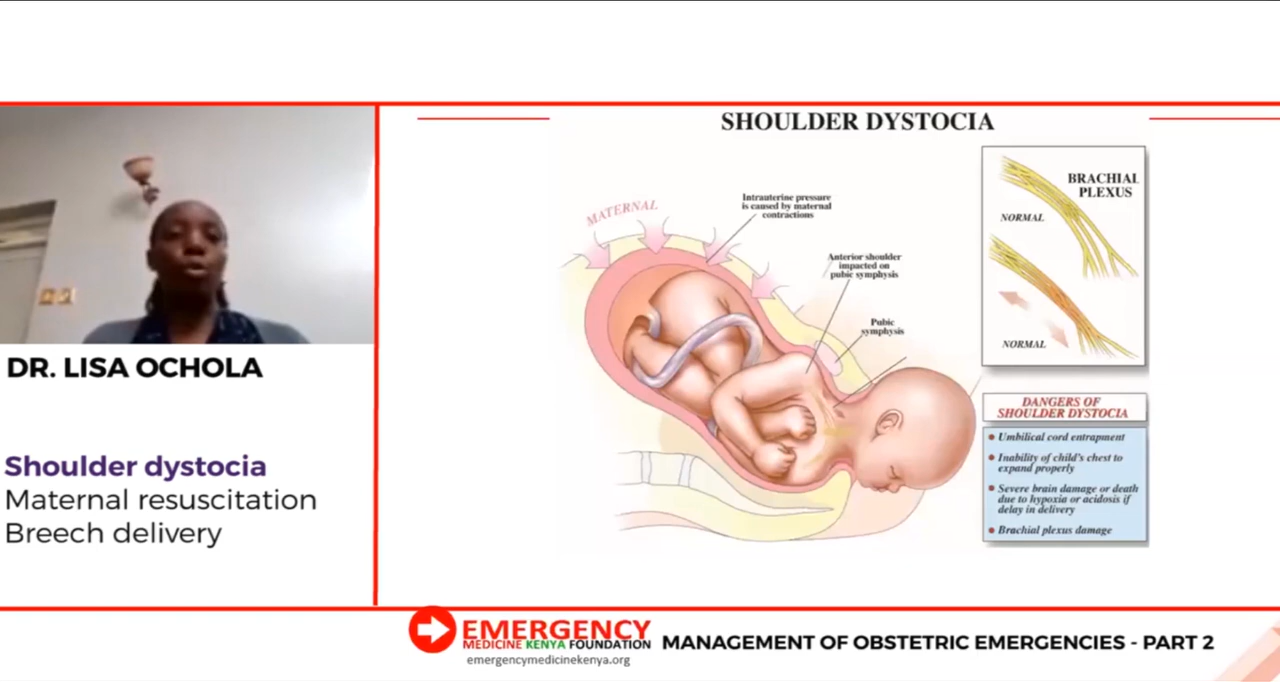 SHOULDER DYSTOCIA
MATERNAL
Intrauterine pressure
is caused by maternal
contractions
Anterior shoulder
impacted on
pubic symphysis
Pubic
symphysis
BRACHIAL
PLEXUS
NORMAL
NORMAL
DANGERS OF
SHOULDER DYSTOCIA
• Umbilical cord entrapment
• Inability of child's chest to
expand properly
• Severe brain damage or death
due to hypoxia or acidosis if
delay in delivery
• Brachial plexus damage
DR. LISA OCHOLA
Shoulder dystocia
Maternal resuscitation
Breech delivery
EMERGENCY
MEDICINE KENYA FOUNDATION
emergencymedicinekenya.org
MANAGEMENT OF OBSTETRIC EMERGENCIES - PART 2